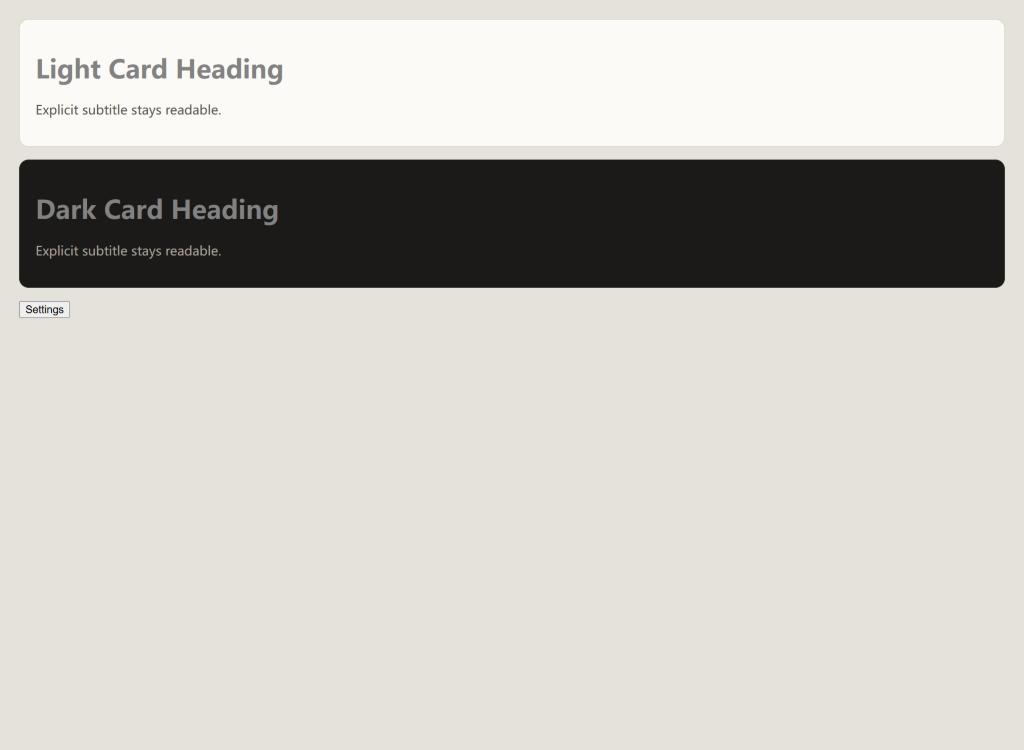 Light Card Heading
Explicit subtitle stays readable.
Dark Card Heading
Explicit subtitle stays readable.
Settings